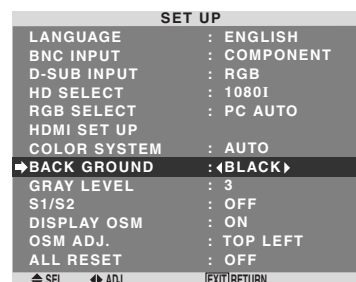 SET UP
LANGUAGE : ENGLISH
BNC INPUT : COMPONENT
D-SUB INPUT : RGB
HD SELECT : 1080I
RGB SELECT : PC AUTO
HDMI SET UP
COLOR SYSTEM : AUTO
BACK GROUND : BLACK
GRAY LEVEL : 3
S1/S2 : OFF
DISPLAY OSM : ON
OSM ADJ. : TOP LEFT
ALL RESET : OFF
SEL. ADJ. EXIT RETURN